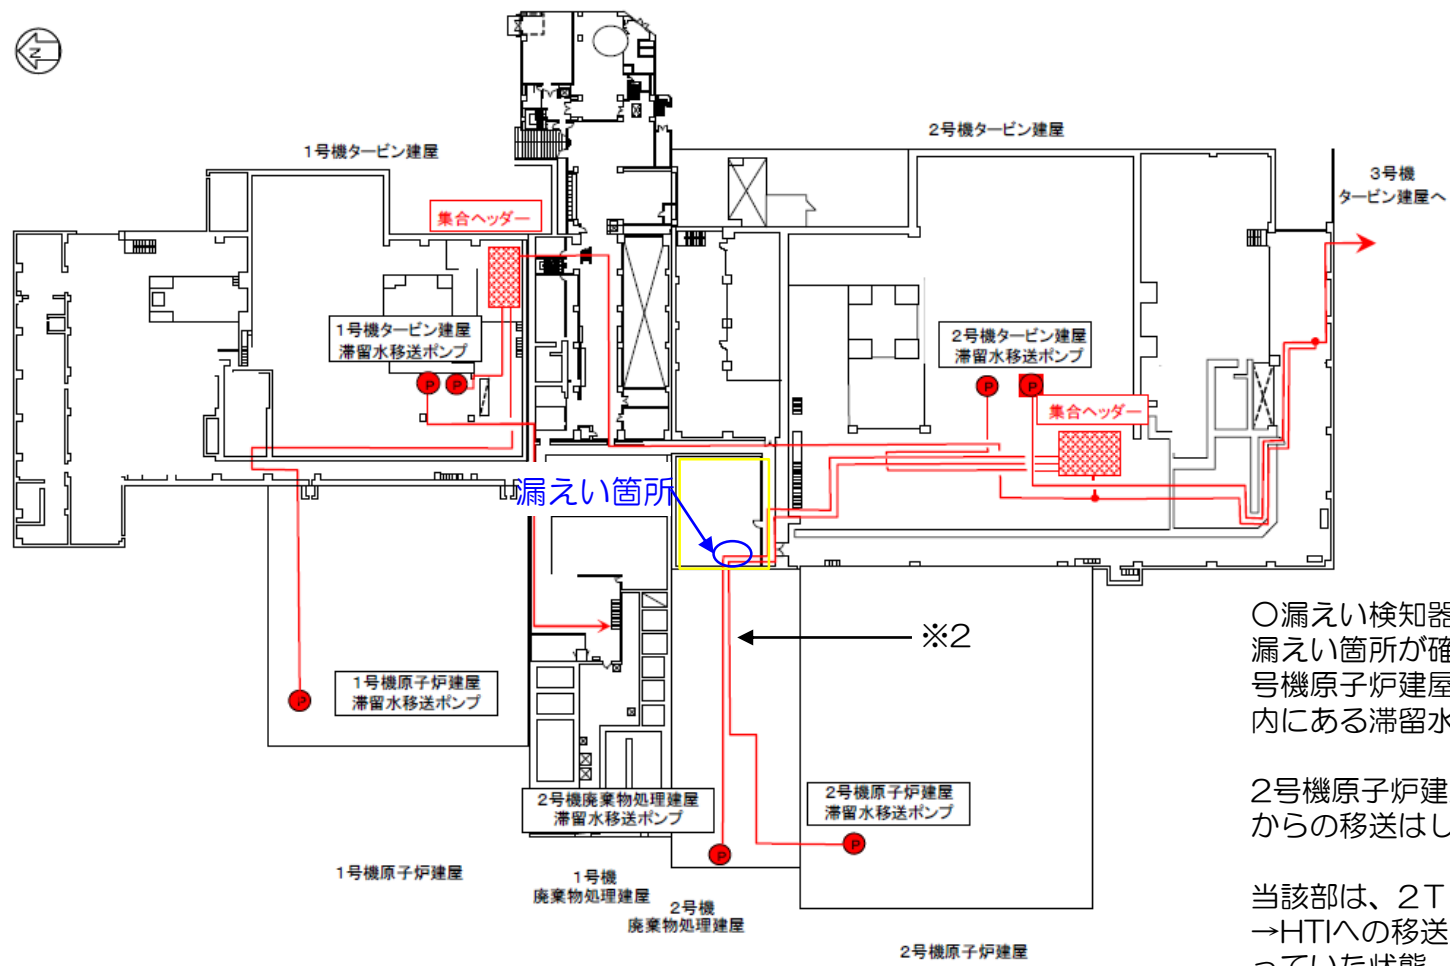 N
1号機タービン建屋
2号機タービン建屋
3号機
タービン建屋へ
集合ヘッダー
1号機タービン建屋
滞留水移送ポンプ
2号機タービン建屋
滞留水移送ポンプ
P
P
P
P
集合ヘッダー
漏えい箇所
※2
1号機原子炉建屋
滞留水移送ポンプ
P
2号機廃棄物処理建屋
滞留水移送ポンプ
P
2号機原子炉建屋
滞留水移送ポンプ
P
1号機原子炉建屋
1号機
廃棄物処理建屋
2号機
廃棄物処理建屋
2号機原子炉建屋
○漏えい検知器
漏えい箇所が確
号機原子炉建屋
内にある滞留水
2号機原子炉建
からの移送はし
当該部は、2T
→HTIへの移送
っていた状態